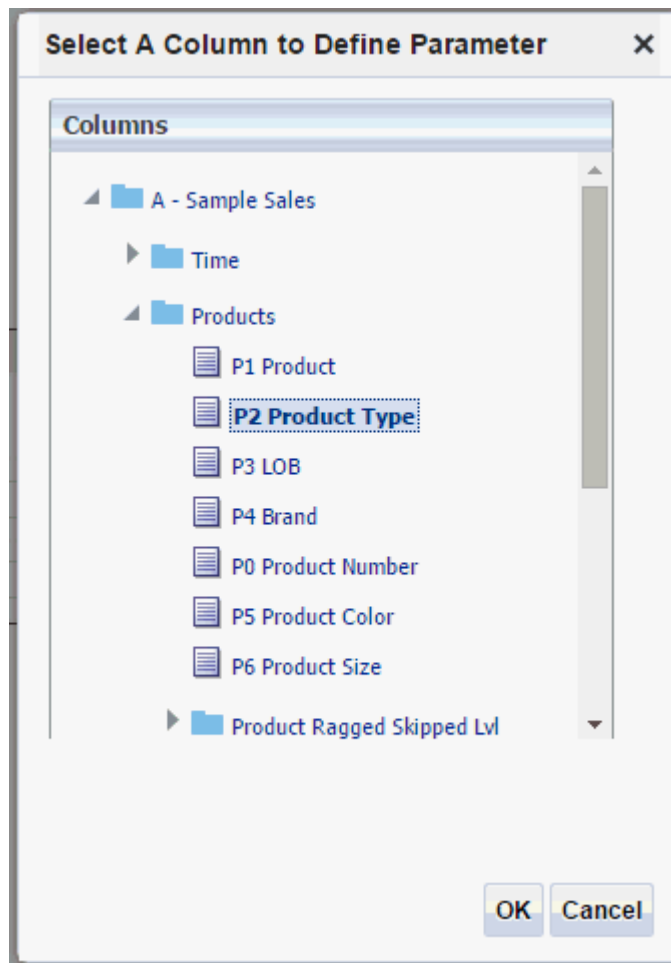 Select A Column to Define Parameter
Columns
A - Sample Sales
Time
Products
P1 Product
P2 Product Type
P3 LOB
P4 Brand
P0 Product Number
P5 Product Color
P6 Product Size
Product Ragged Skipped Lvl
OK Cancel